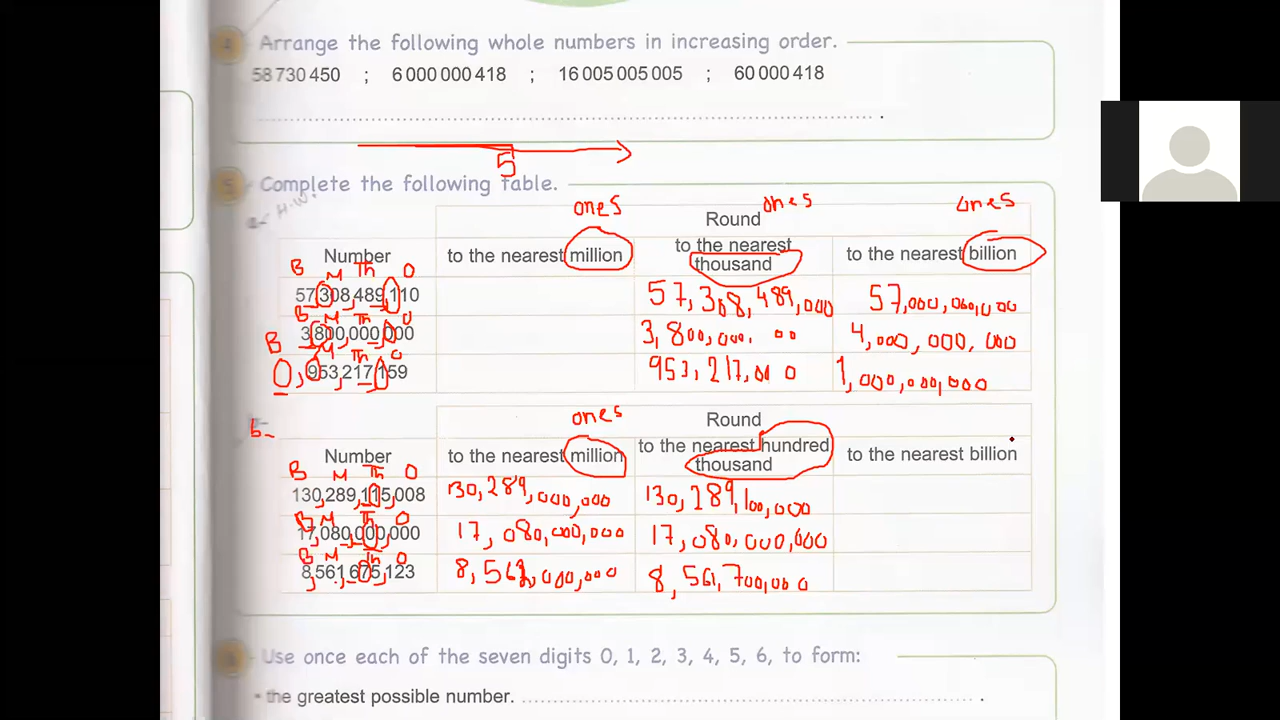 4 Arrange the following whole numbers in increasing order.
58 730 450 ; 6 000 000 418 ; 16 005 005 005 ; 60 000 418
5
5 Complete the following table.
a- H.W.
ones ones ones
Round
Number to the nearest million to the nearest thousand to the nearest billion
B M Th O
57,308,489,110 57,308,489,000 57,000,000,000
B M Th O
3,800,000,000 3,800,000,000 4,000,000,000
B M Th O
0,953,217,159 953,217,000 1,000,000,000
b-
ones
Round
Number to the nearest million to the nearest hundred thousand to the nearest billion
B M Th O
130,289,115,008 130,289,000,000 130,289,100,000
B M Th O
17,080,000,000 17,080,000,000 17,080,000,000
B M Th O
8,561,675,123 8,562,000,000 8,561,700,000
Use once each of the seven digits 0, 1, 2, 3, 4, 5, 6, to form:
• the greatest possible number.